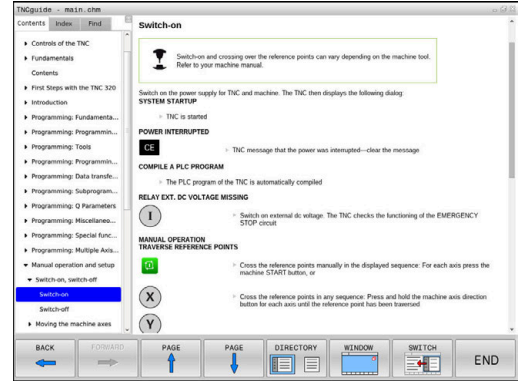 TNCguide - main.chm
Contents Index Find
Controls of the TNC
Fundamentals
Contents
First Steps with the TNC 320
Introduction
Programming: Fundamenta...
Programming: Programmin...
Programming: Tools
Programming: Programmin...
Programming: Data transfe...
Programming: Subprogram...
Programming: Q Parameters
Programming: Miscellaneo...
Programming: Special func...
Programming: Multiple Axis...
Manual operation and setup
Switch-on, switch-off
Switch-on
Switch-off
Moving the machine axes
Switch-on
Switch-on and crossing over the reference points can vary depending on the machine tool.
Refer to your machine manual.
Switch on the power supply for TNC and machine. The TNC then displays the following dialog:
SYSTEM STARTUP
TNC is started
POWER INTERRUPTED
CE
TNC message that the power was interrupted—clear the message
COMPILE A PLC PROGRAM
The PLC program of the TNC is automatically compiled
RELAY EXT. DC VOLTAGE MISSING
I
Switch on external dc voltage. The TNC checks the functioning of the EMERGENCY
STOP circuit
MANUAL OPERATION
TRAVERSE REFERENCE POINTS
Cross the reference points manually in the displayed sequence: For each axis press the
machine START button, or
X
Cross the reference points in any sequence: Press and hold the machine axis direction
button for each axis until the reference point has been traversed
Y
BACK FORWARD PAGE PAGE DIRECTORY WINDOW SWITCH END